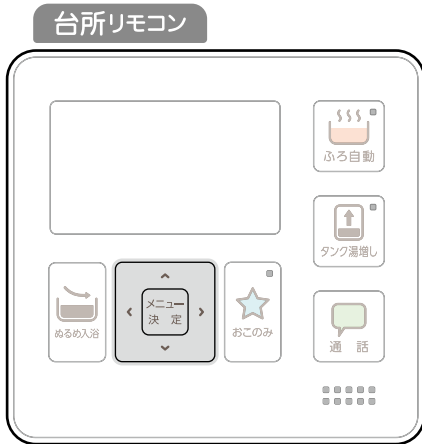 台所リモコン
ふろ自動
タンク湯増し
ぬるめ入浴
メニュー
決 定
おこのみ
通 話